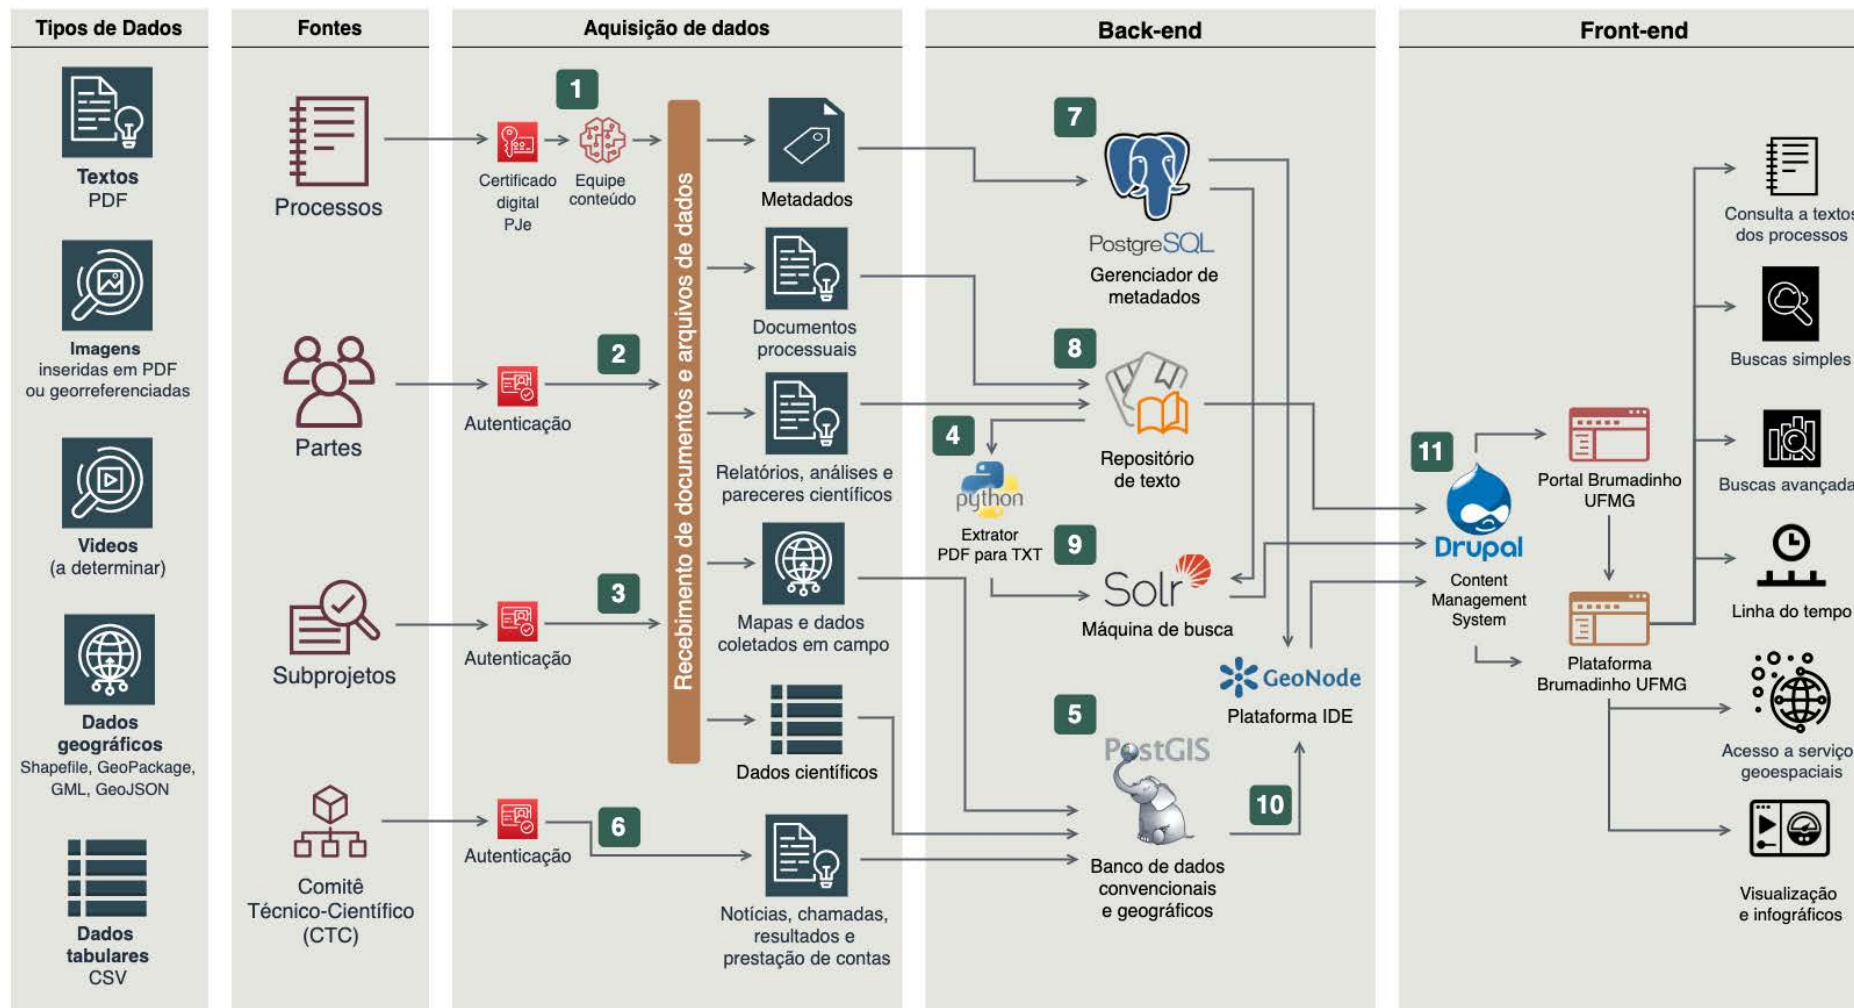 Tipos de Dados
Textos
PDF
Imagens
inseridas em PDF
ou georreferenciadas
Videos
(a determinar)
Dados
geográficos
Shapefile, GeoPackage,
GML, GeoJSON
Dados
tabulares
CSV
Fontes
Processos
Partes
Subprojetos
Comitê
Técnico-Científico
(CTC)
Aquisição de dados
1
Certificado
digital
PJe
Equipe
conteúdo
2
Autenticação
3
Autenticação
6
Autenticação
Recebimento de documentos e arquivos de dados
Metadados
Documentos
processuais
Relatórios, análises e
pareceres científicos
Mapas e dados
coletados em campo
Dados científicos
Notícias, chamadas,
resultados e
prestação de contas
Back-end
7
PostgreSQL
Gerenciador de
metadados
8
Repositório
de texto
4
python
Extrator
PDF para TXT
9
Solr
Máquina de busca
GeoNode
Plataforma IDE
5
PostGIS
10
Banco de dados
convencionais
e geográficos
Front-end
11
Drupal
Content
Management
System
Portal Brumadinho
UFMG
Plataforma
Brumadinho UFMG
Consulta a textos
dos processos
Buscas simples
Buscas avançada
Linha do tempo
Acesso a serviço
geoespaciais
Visualização
e infográficos